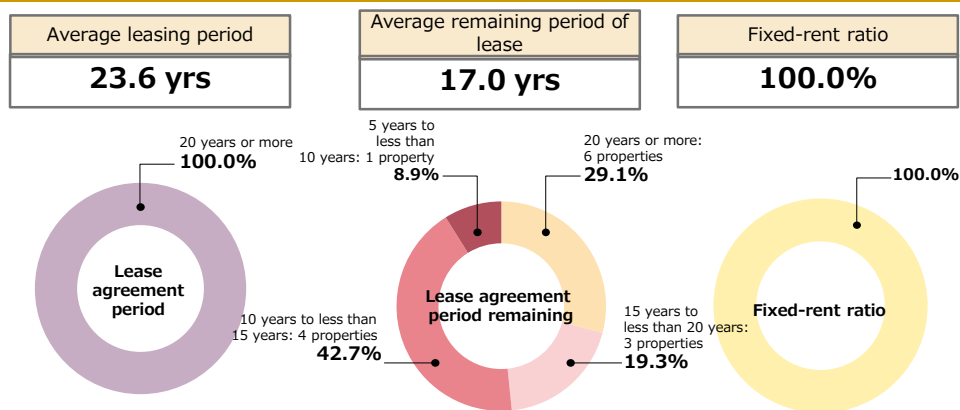 Average leasing period
23.6 yrs
Average remaining period of
lease
17.0 yrs
Fixed-rent ratio
100.0%
20 years or more
100.0%
Lease
agreement
period
5 years to
less than
10 years: 1 property
8.9%
20 years or more:
6 properties
29.1%
Lease agreement
period remaining
10 years to less than
15 years: 4 properties
42.7%
15 years to
less than 20 years:
3 properties
19.3%
100.0%
Fixed-rent ratio